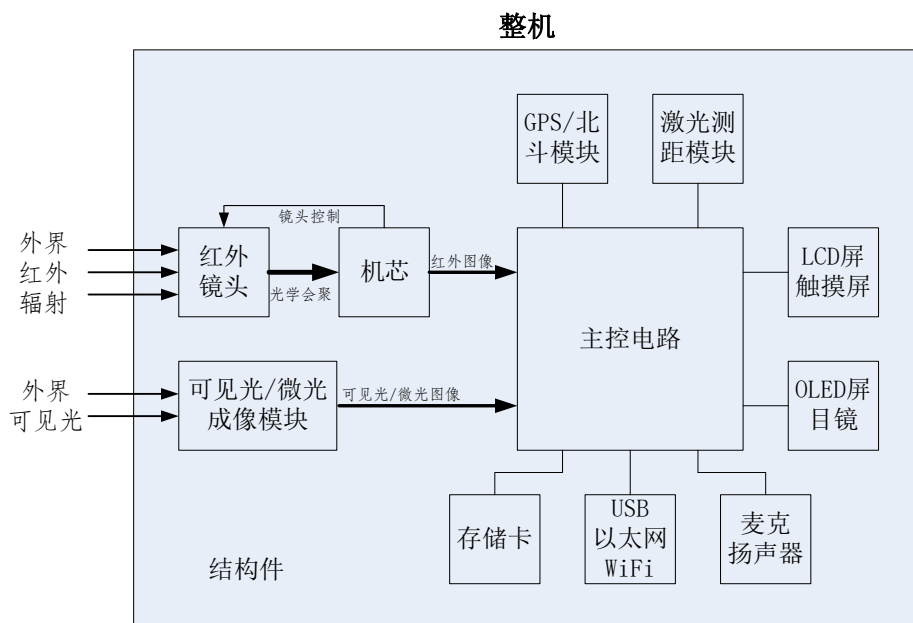 整机
GPS/北
斗模块
激光测
距模块
镜头控制
外界
红外
辐射
红外
镜头
光学会聚
机芯
红外图像
LCD屏
触摸屏
主控电路
外界
可见光
可见光/微光
成像模块
可见光/微光图像
OLED屏
目镜
存储卡
USB
以太网
WiFi
麦克
扬声器
结构件